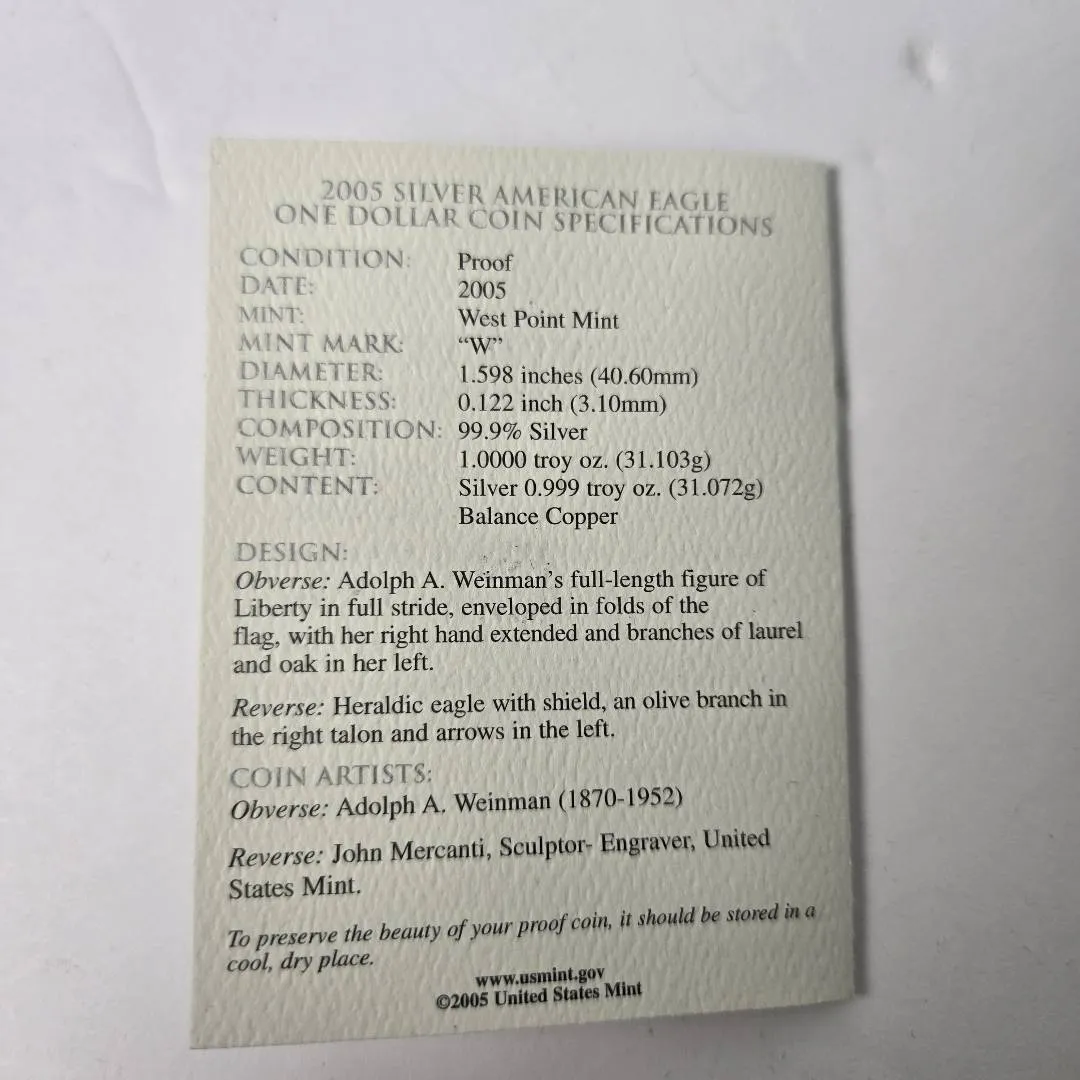 2005 SILVER AMERICAN EAGLE
ONE DOLLAR COIN SPECIFICATIONS
CONDITION: Proof
DATE: 2005
MINT: West Point Mint
MINT MARK: “W”
DIAMETER: 1.598 inches (40.60mm)
THICKNESS: 0.122 inch (3.10mm)
COMPOSITION: 99.9% Silver
WEIGHT: 1.0000 troy oz. (31.103g)
CONTENT: Silver 0.999 troy oz. (31.072g)
Balance Copper
DESIGN:
Obverse: Adolph A. Weinman’s full-length figure of
Liberty in full stride, enveloped in folds of the
flag, with her right hand extended and branches of laurel
and oak in her left.
Reverse: Heraldic eagle with shield, an olive branch in
the right talon and arrows in the left.
COIN ARTISTS:
Obverse: Adolph A. Weinman (1870-1952)
Reverse: John Mercanti, Sculptor- Engraver, United
States Mint.
To preserve the beauty of your proof coin, it should be stored in a
cool, dry place.
www.usmint.gov
©2005 United States Mint